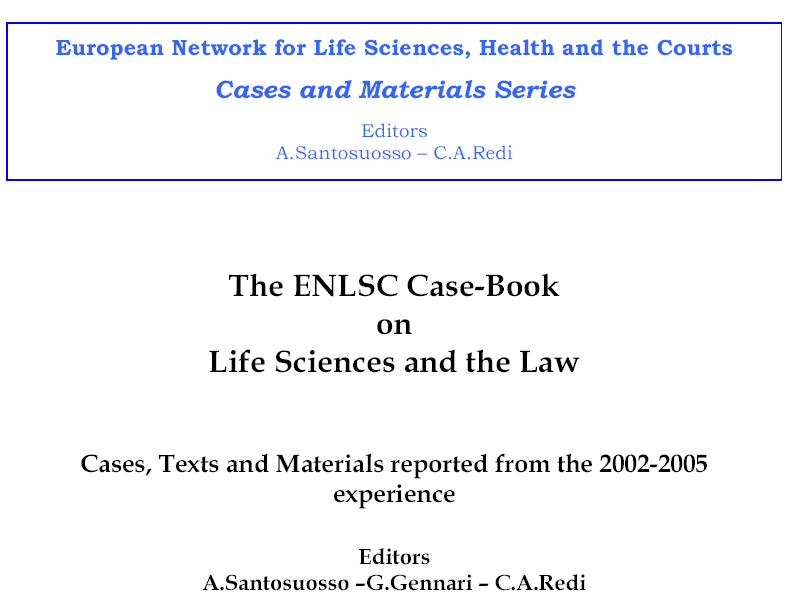 European Network for Life Sciences, Health and the Courts
Cases and Materials Series
Editors
A.Santosuosso – C.A.Redi
The ENLSC Case-Book
on
Life Sciences and the Law
Cases, Texts and Materials reported from the 2002-2005
experience
Editors
A.Santosuosso –G.Gennari – C.A.Redi